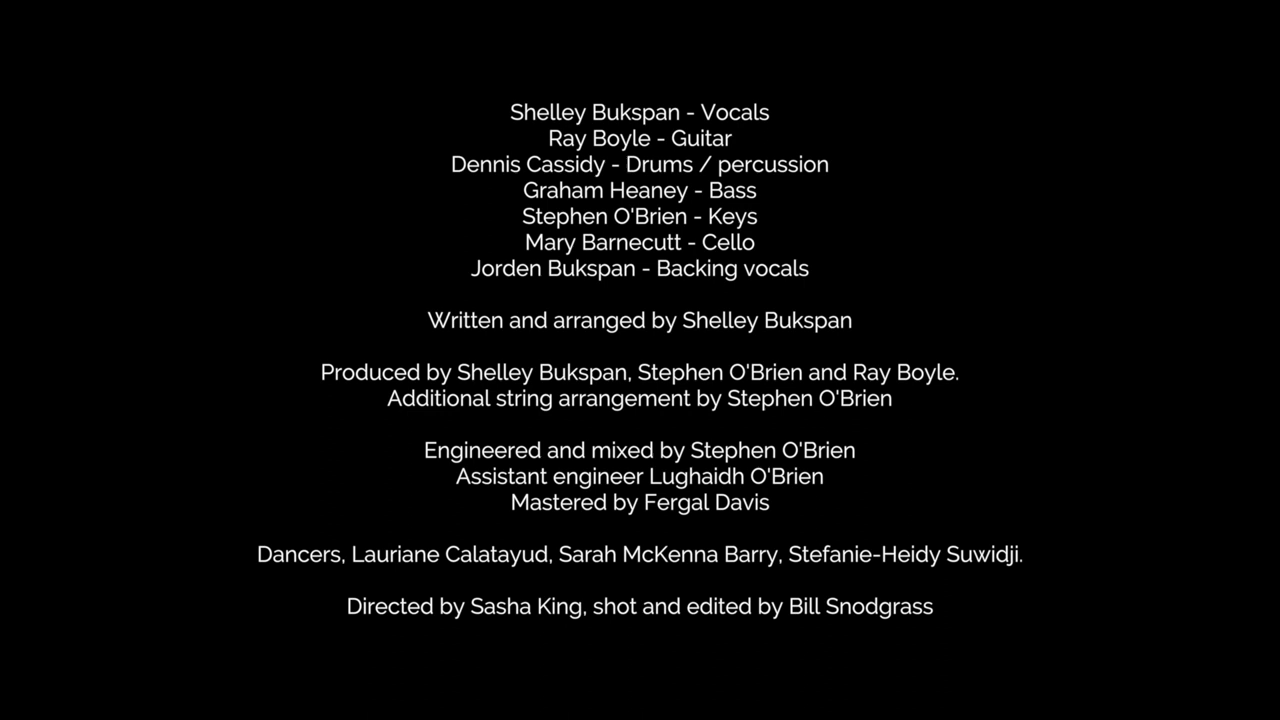 Shelley Bukspan - Vocals
Ray Boyle - Guitar
Dennis Cassidy - Drums / percussion
Graham Heaney - Bass
Stephen O'Brien - Keys
Mary Barnecutt - Cello
Jorden Bukspan - Backing vocals
Written and arranged by Shelley Bukspan
Produced by Shelley Bukspan, Stephen O'Brien and Ray Boyle.
Additional string arrangement by Stephen O'Brien
Engineered and mixed by Stephen O'Brien
Assistant engineer Lughaidh O'Brien
Mastered by Fergal Davis
Dancers, Lauriane Calatayud, Sarah McKenna Barry, Stefanie-Heidy Suwidji.
Directed by Sasha King, shot and edited by Bill Snodgrass